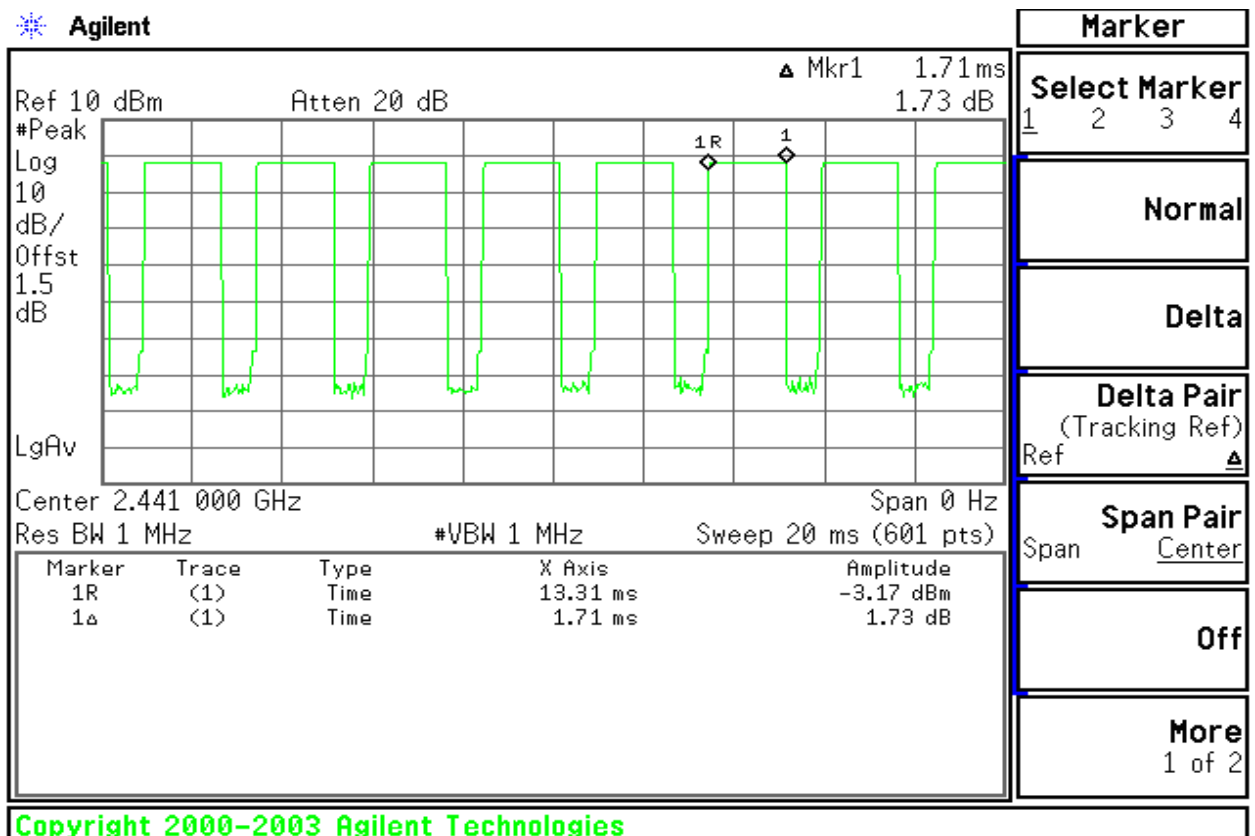 Agilent
Marker
▵ Mkr1 1.71 ms
Ref 10 dBm Atten 20 dB 1.73 dB
#Peak
Log
10
dB/
Offst
1.5
dB
LgAv
1R
1
Center 2.441 000 GHz Span 0 Hz
Res BW 1 MHz #VBW 1 MHz Sweep 20 ms (601 pts)
Marker Trace Type X Axis Amplitude
1R (1) Time 13.31 ms -3.17 dBm
1▵ (1) Time 1.71 ms 1.73 dB
Select Marker
1 2 3 4
Normal
Delta
Delta Pair
(Tracking Ref)
Ref ▵
Span Pair
Span Center
Off
More
1 of 2
Copyright 2000-2003 Agilent Technologies